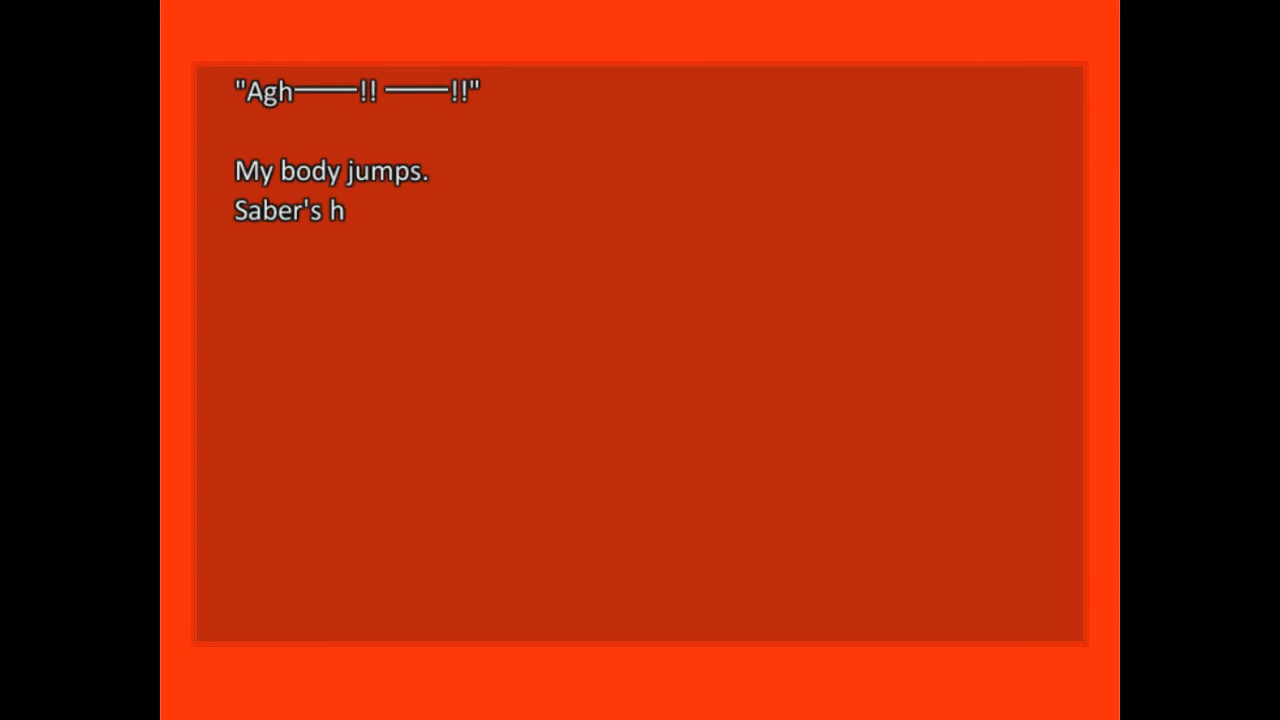 "Agh――――!! ――――!!"
My body jumps.
Saber's h